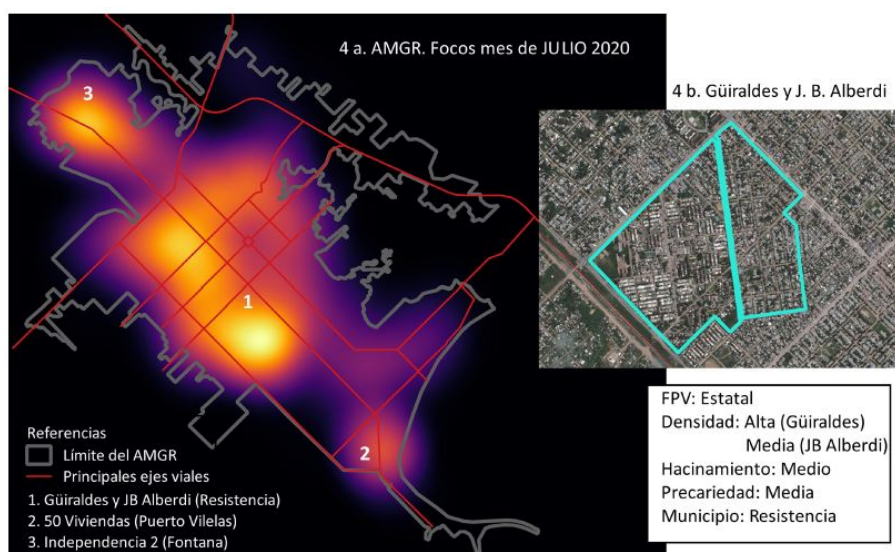 4 a. AMGR. Focos mes de JULIO 2020
3
1
2
Referencias
Límite del AMGR
Principales ejes viales
1. Güiraldes y JB Alberdi (Resistencia)
2. 50 Viviendas (Puerto Vilelas)
3. Independencia 2 (Fontana)
4 b. Güiraldes y J. B. Alberdi
FPV: Estatal
Densidad: Alta (Güiraldes)
Media (JB Alberdi)
Hacinamiento: Medio
Precariedad: Media
Municipio: Resistencia